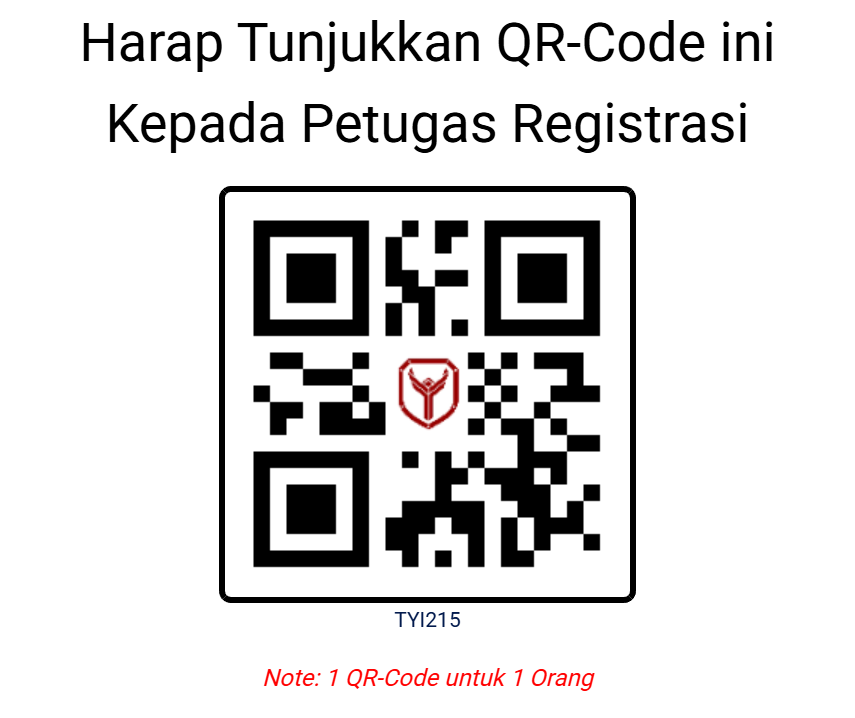 Harap Tunjukkan QR-Code ini
Kepada Petugas Registrasi
TYI215
Note: 1 QR-Code untuk 1 Orang